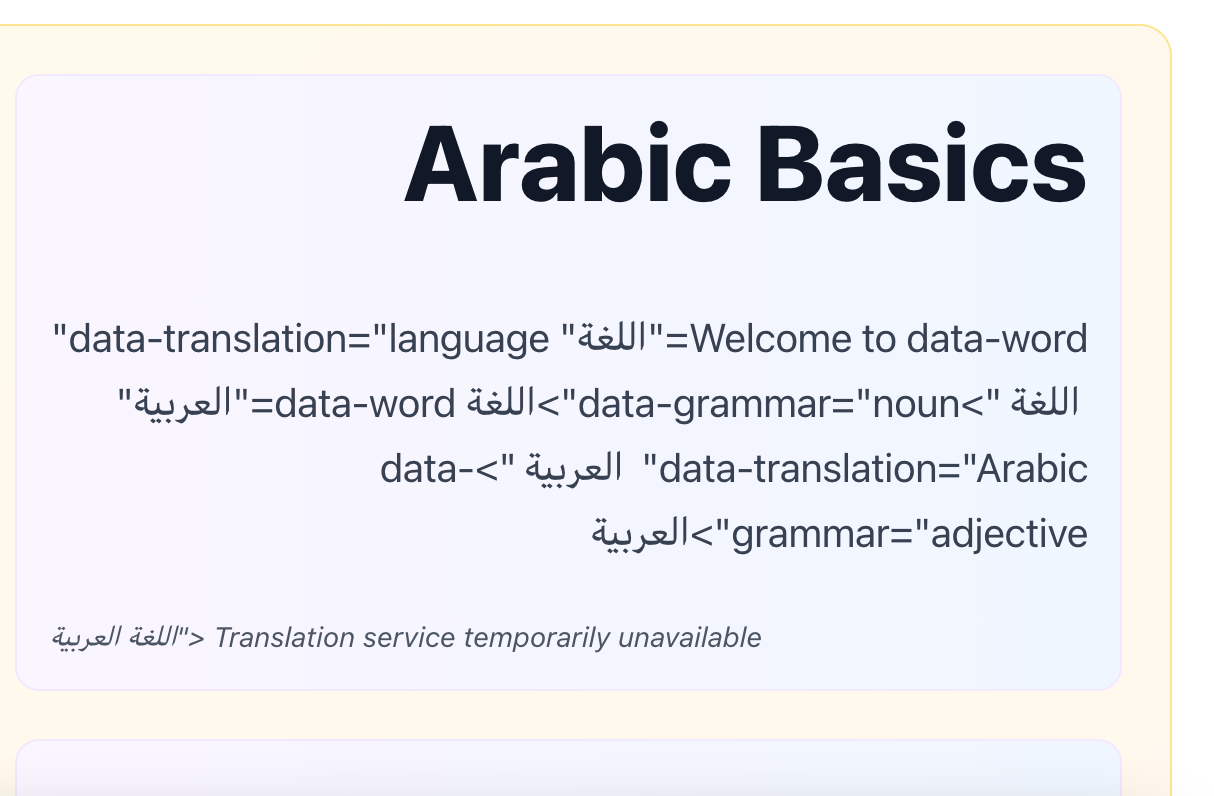 Arabic Basics
Welcome to data-word="اللغة" data-translation="language"
اللغة ">data-grammar="noun">اللغة data-word="العربية"
data-translation="Arabic" العربية ">data-
grammar="adjective">العربية
اللغة العربية"> Translation service temporarily unavailable